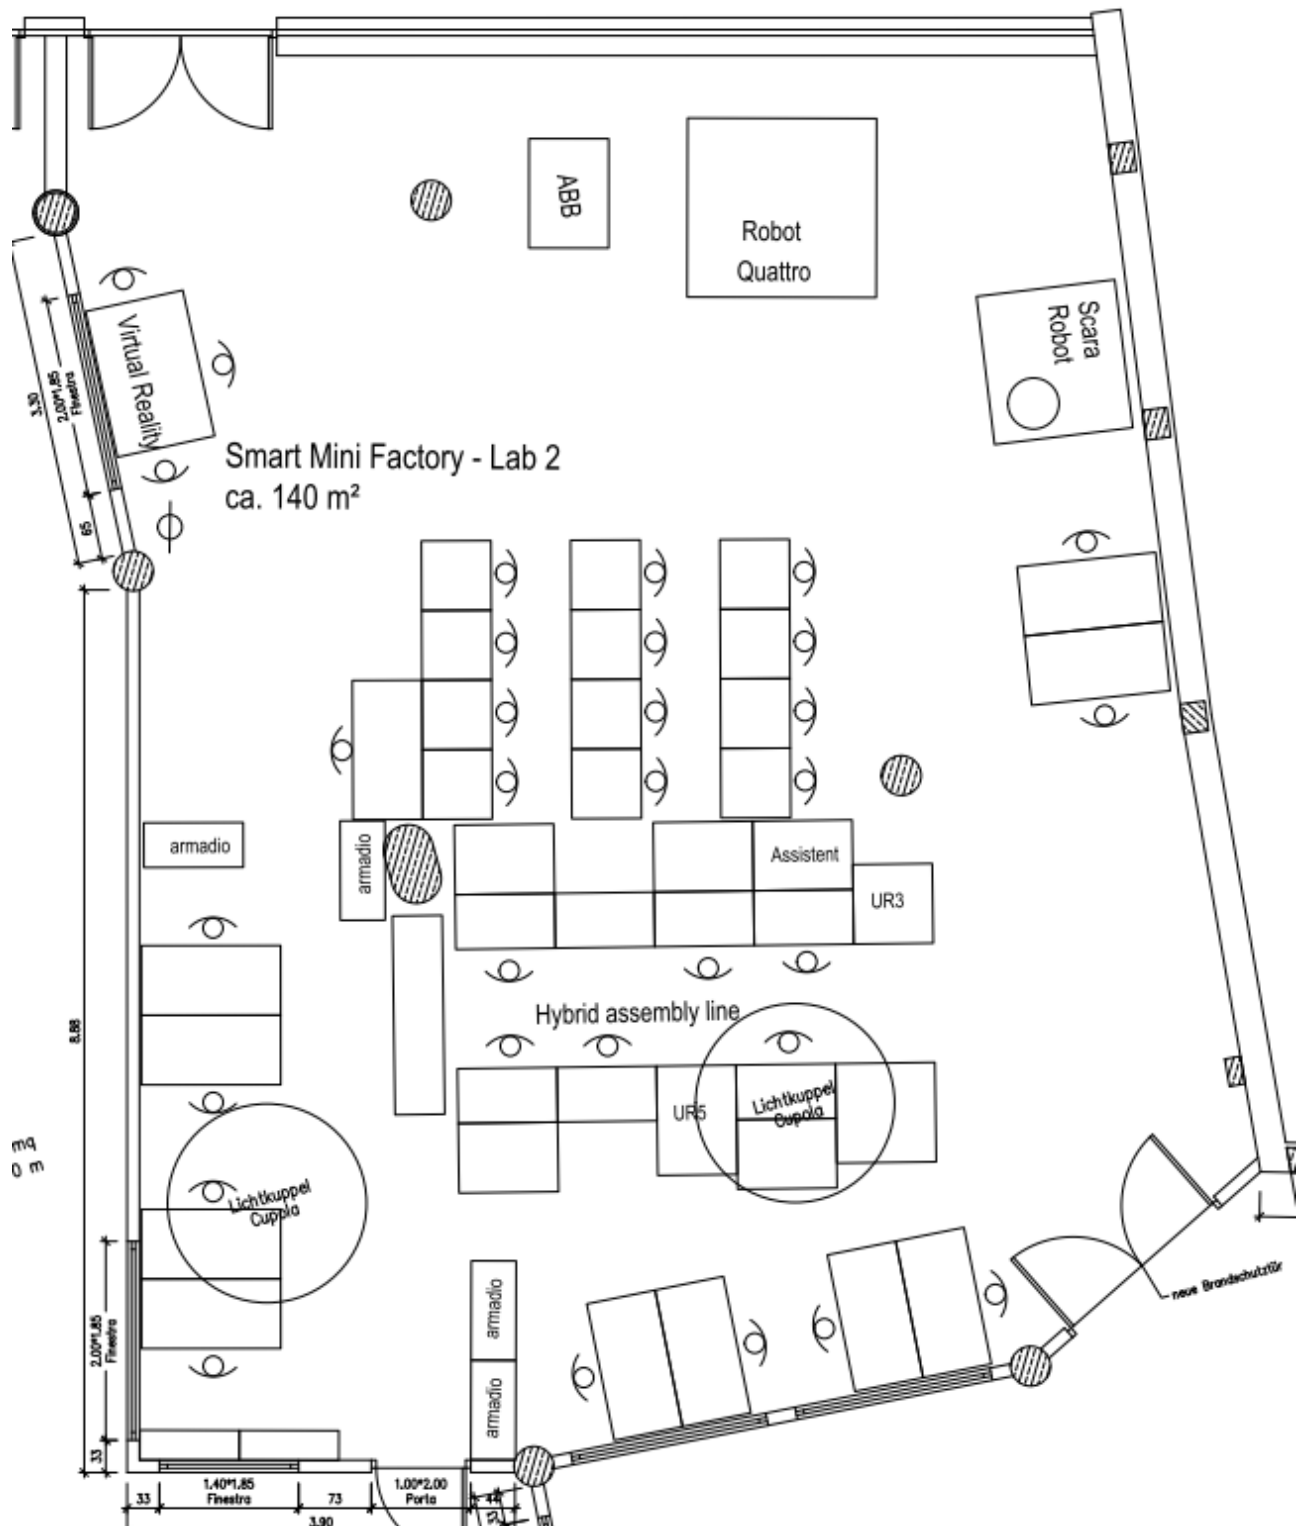 ABB
Robot
Quattro
Scara
Robot
Virtual Reality
3.30
2.00*1.85
Finestra
65
Smart Mini Factory - Lab 2
ca. 140 m²
armadio
armadio
Assistent
UR3
Hybrid assembly line
8.88
UR5
Lichtkuppel
Cupola
mq
0 m
Lichtkuppel
Cupola
neue Brandschutztür
armadio
armadio
2.00*1.85
Finestra
33
33
1.40*1.85
Finestra
73
1.00*2.00
Porta
44
3.90